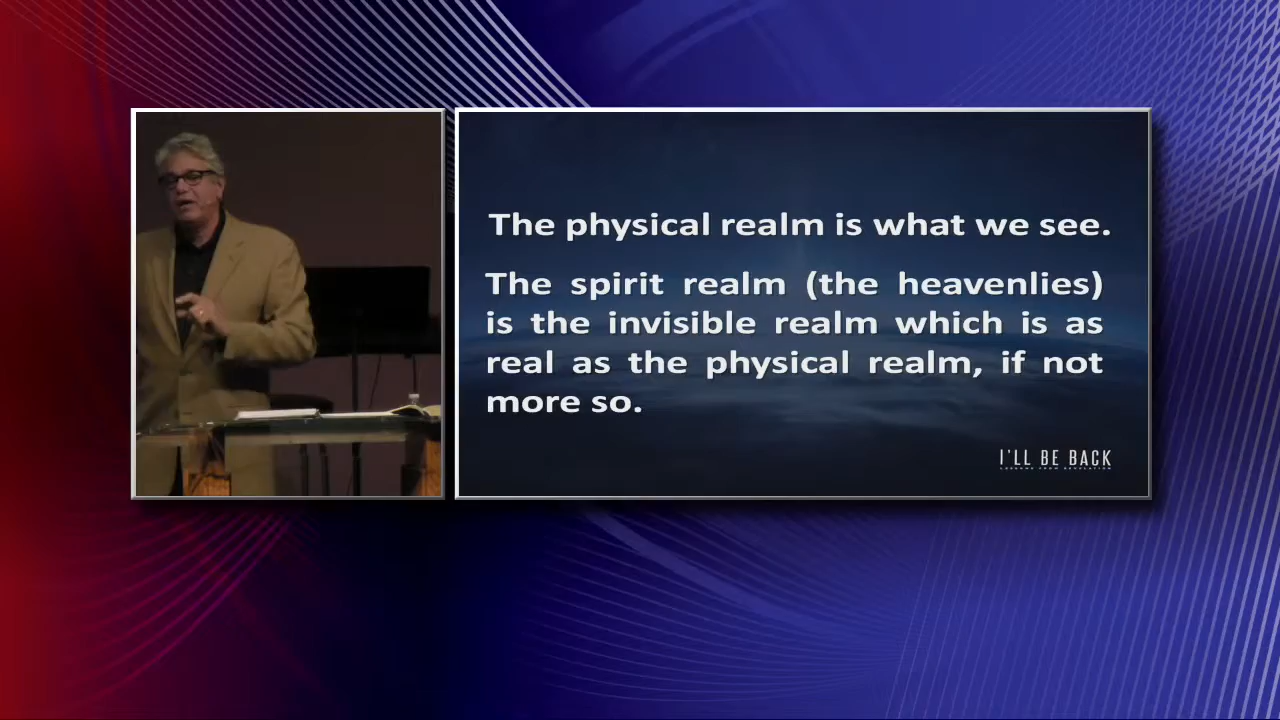 The physical realm is what we see.
The spirit realm (the heavenlies)
is the invisible realm which is as
real as the physical realm, if not
more so.
I'LL BE BACK